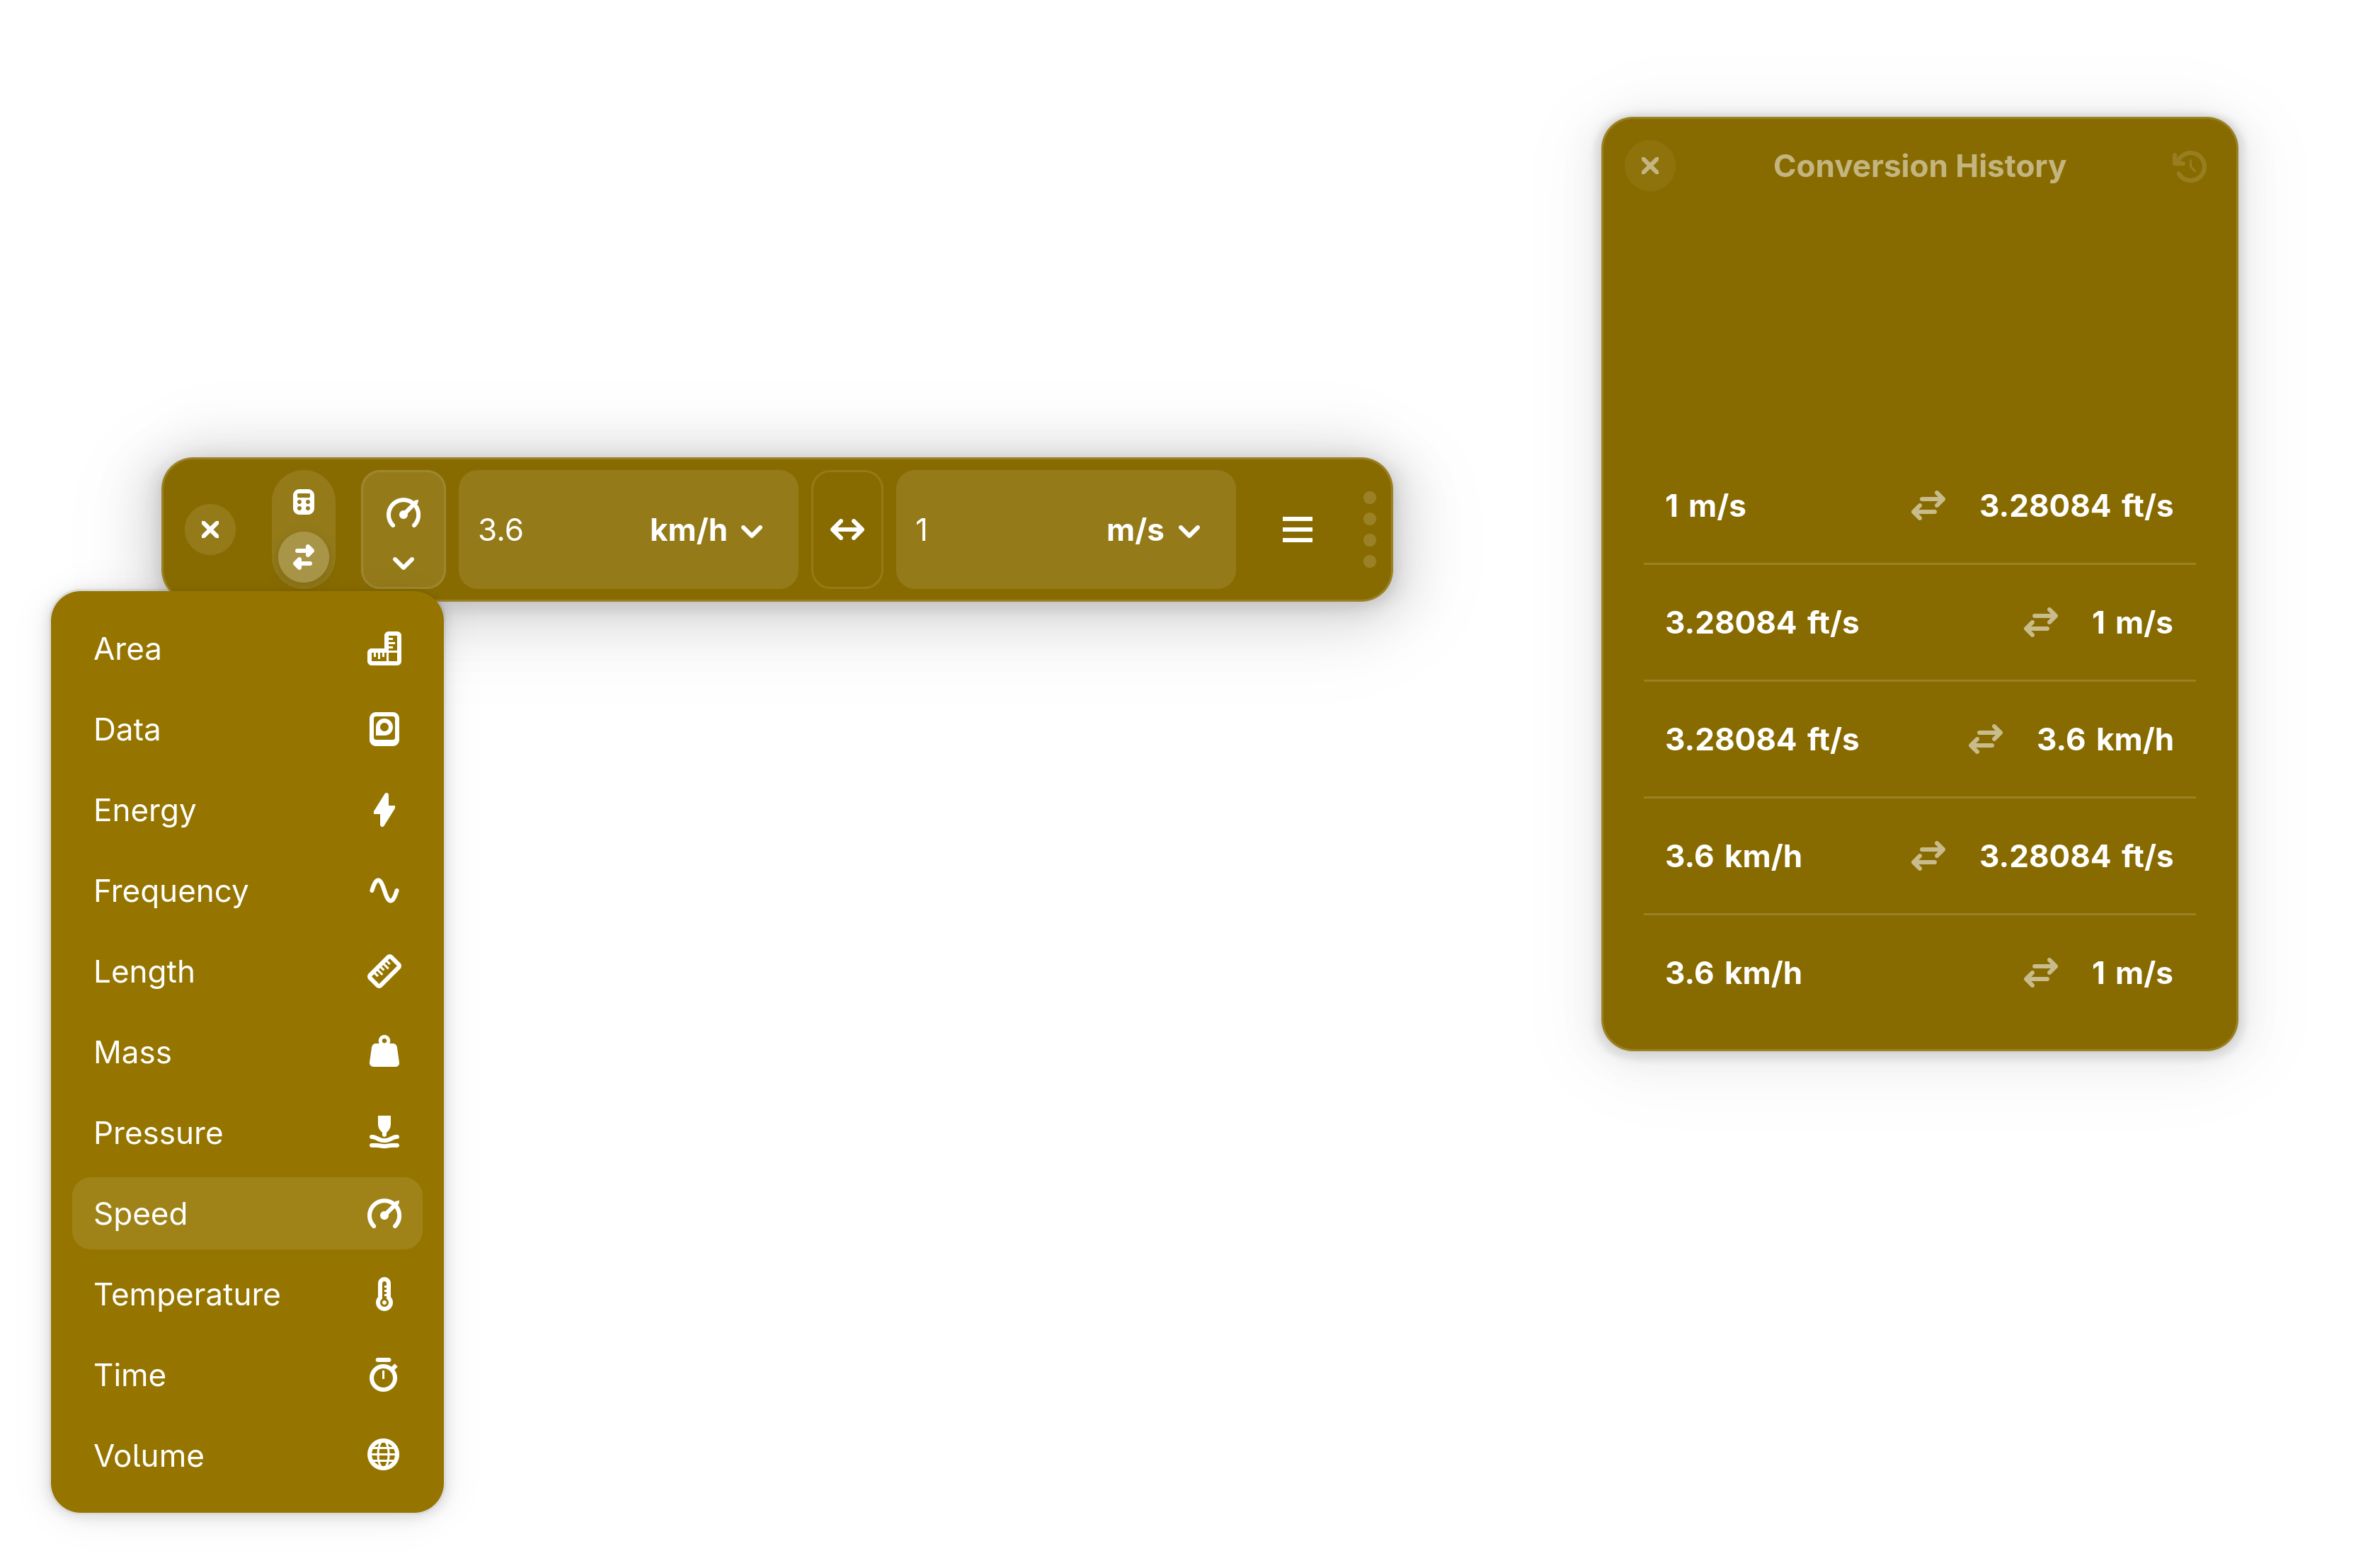 3.6 km/h 1 m/s
Area
Data
Energy
Frequency
Length
Mass
Pressure
Speed
Temperature
Time
Volume
Conversion History
1 m/s 3.28084 ft/s
3.28084 ft/s 1 m/s
3.28084 ft/s 3.6 km/h
3.6 km/h 3.28084 ft/s
3.6 km/h 1 m/s